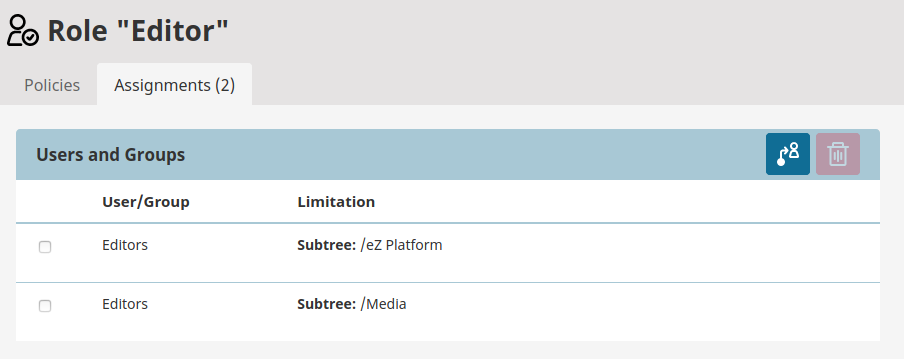 Role "Editor"
Policies Assignments (2)
Users and Groups
User/Group Limitation
Editors Subtree: /eZ Platform
Editors Subtree: /Media